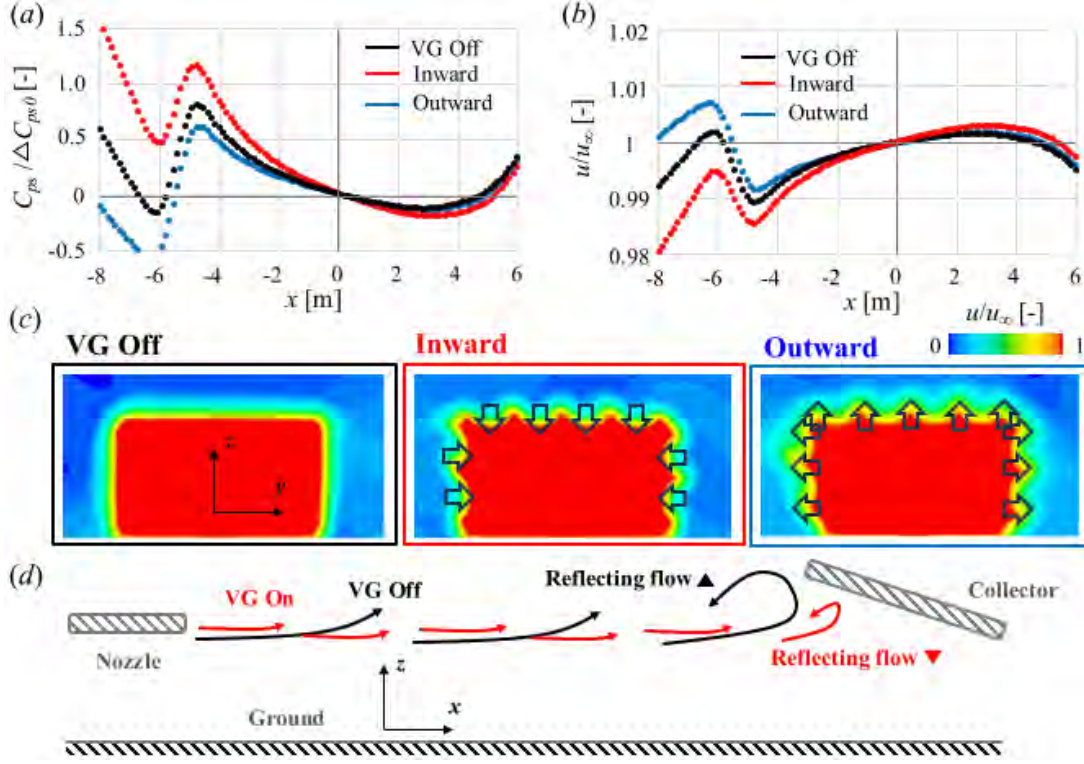 (a)
1.5
1.0
0.5
0
-0.5
C_ps / ΔC_ps0 [-]
VG Off
Inward
Outward
-8 -6 -4 -2 0 2 4 6
x [m]
(b)
1.02
1.01
1
0.99
0.98
u/u∞ [-]
VG Off
Inward
Outward
-8 -6 -4 -2 0 2 4 6
x [m]
(c)
u/u∞ [-]
VG Off Inward Outward 0 1
z
y
(d)
VG On VG Off Reflecting flow ▲ Collector
Nozzle
Reflecting flow ▼
z
Ground x